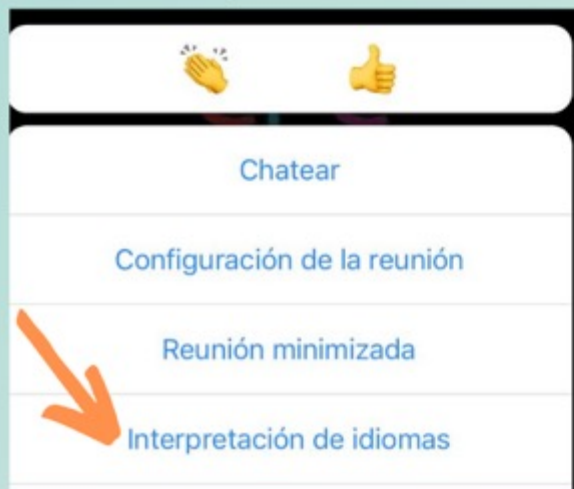 Chatear
Configuración de la reunión
Reunión minimizada
Interpretación de idiomas